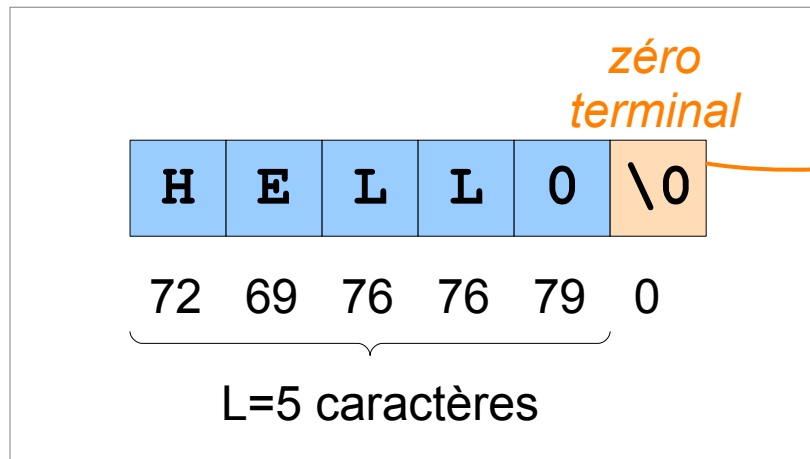 zéro
terminal
H E L L O \0
72 69 76 76 79 0
L=5 caractères